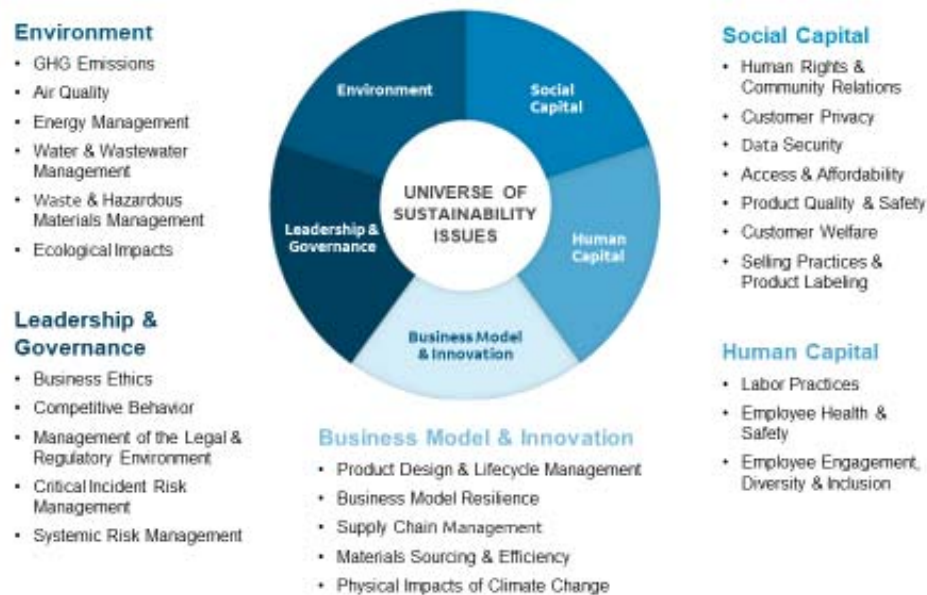 Environment
• GHG Emissions
• Air Quality
• Energy Management
• Water & Wastewater
Management
• Waste & Hazardous
Materials Management
• Ecological Impacts
Leadership &
Governance
• Business Ethics
• Competitive Behavior
• Management of the Legal &
Regulatory Environment
• Critical Incident Risk
Management
• Systemic Risk Management
Environment
Social
Capital
Leadership &
Governance
UNIVERSE OF
SUSTAINABILITY
ISSUES
Human
Capital
Business Model
& Innovation
Business Model & Innovation
• Product Design & Lifecycle Management
• Business Model Resilience
• Supply Chain Management
• Materials Sourcing & Efficiency
• Physical Impacts of Climate Change
Social Capital
• Human Rights &
Community Relations
• Customer Privacy
• Data Security
• Access & Affordability
• Product Quality & Safety
• Customer Welfare
• Selling Practices &
Product Labeling
Human Capital
• Labor Practices
• Employee Health &
Safety
• Employee Engagement,
Diversity & Inclusion